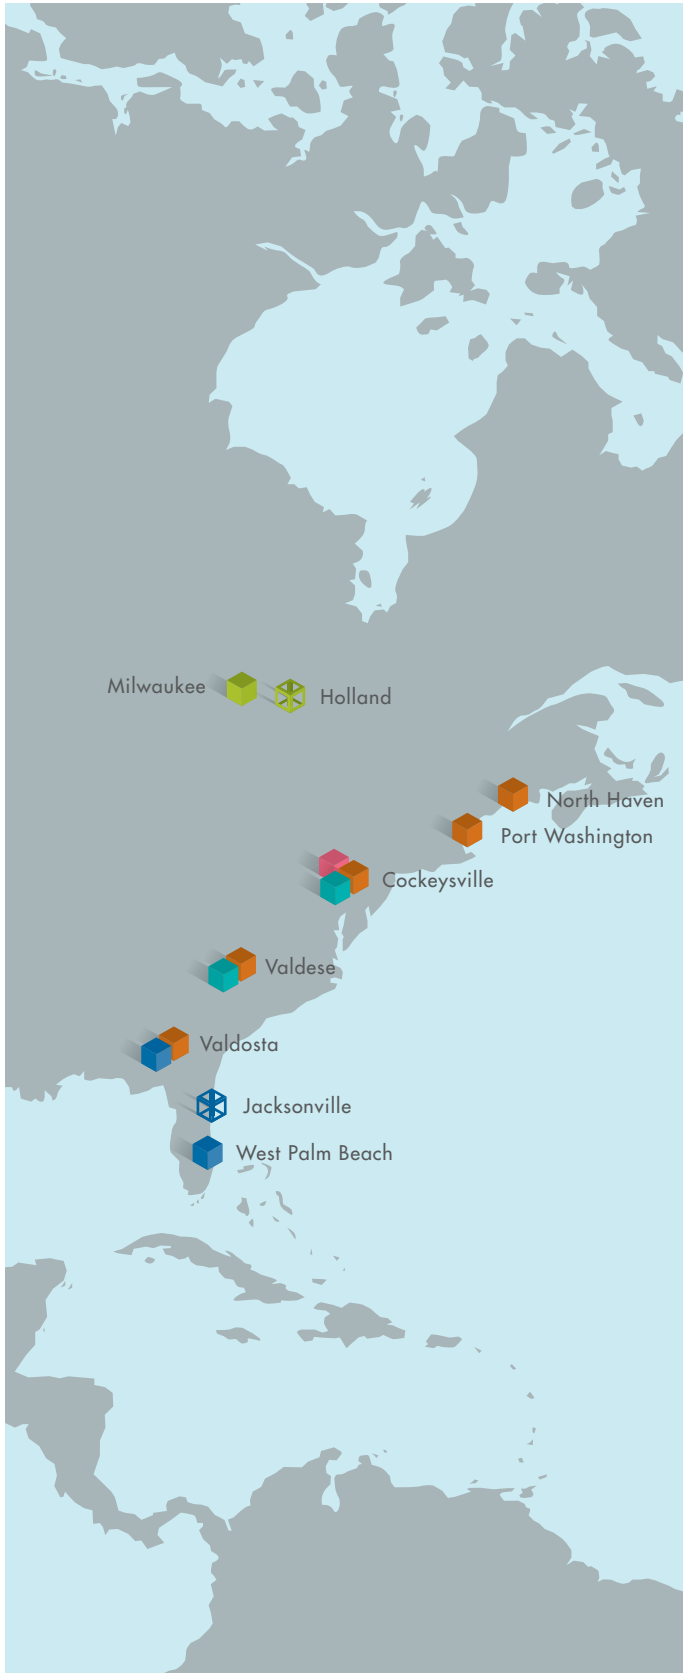 Milwaukee
Holland
North Haven
Port Washington
Cockeysville
Valdese
Valdosta
Jacksonville
West Palm Beach